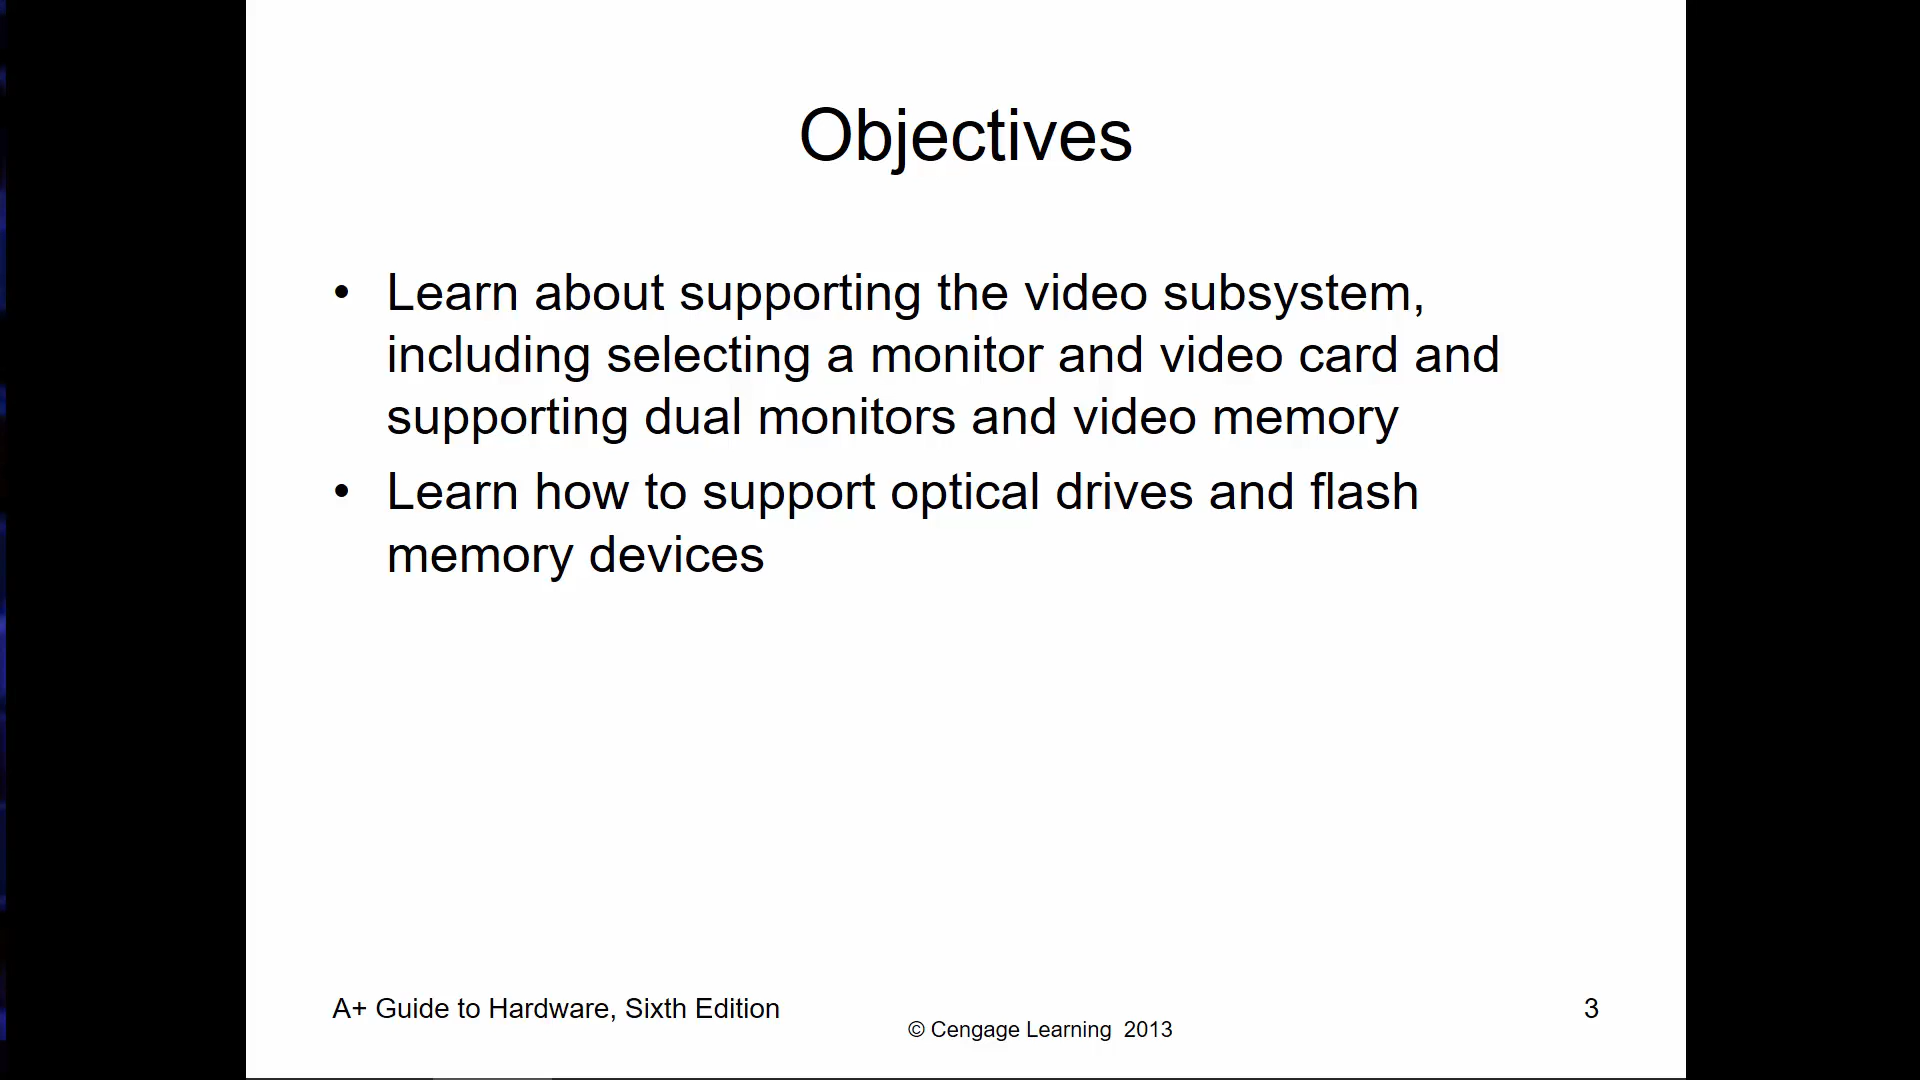 Objectives
• Learn about supporting the video subsystem,
including selecting a monitor and video card and
supporting dual monitors and video memory
• Learn how to support optical drives and flash
memory devices
A+ Guide to Hardware, Sixth Edition
© Cengage Learning 2013
3